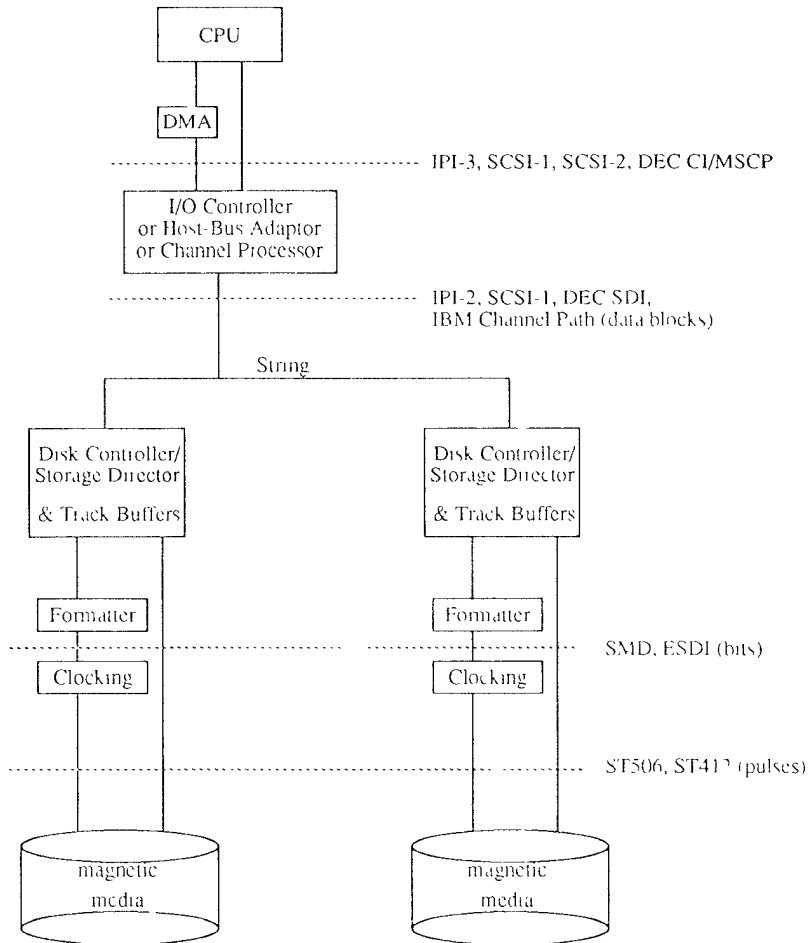 CPU
DMA
IPI-3, SCSI-1, SCSI-2, DEC CI/MSCP
I/O Controller
or Host-Bus Adaptor
or Channel Processor
IPI-2, SCSI-1, DEC SDI,
IBM Channel Path (data blocks)
String
Disk Controller/
Storage Director
& Track Buffers
Disk Controller/
Storage Director
& Track Buffers
Formatter
Formatter
SMD, ESDI (bits)
Clocking
Clocking
ST506, (pulses)
magnetic
media
magnetic
media